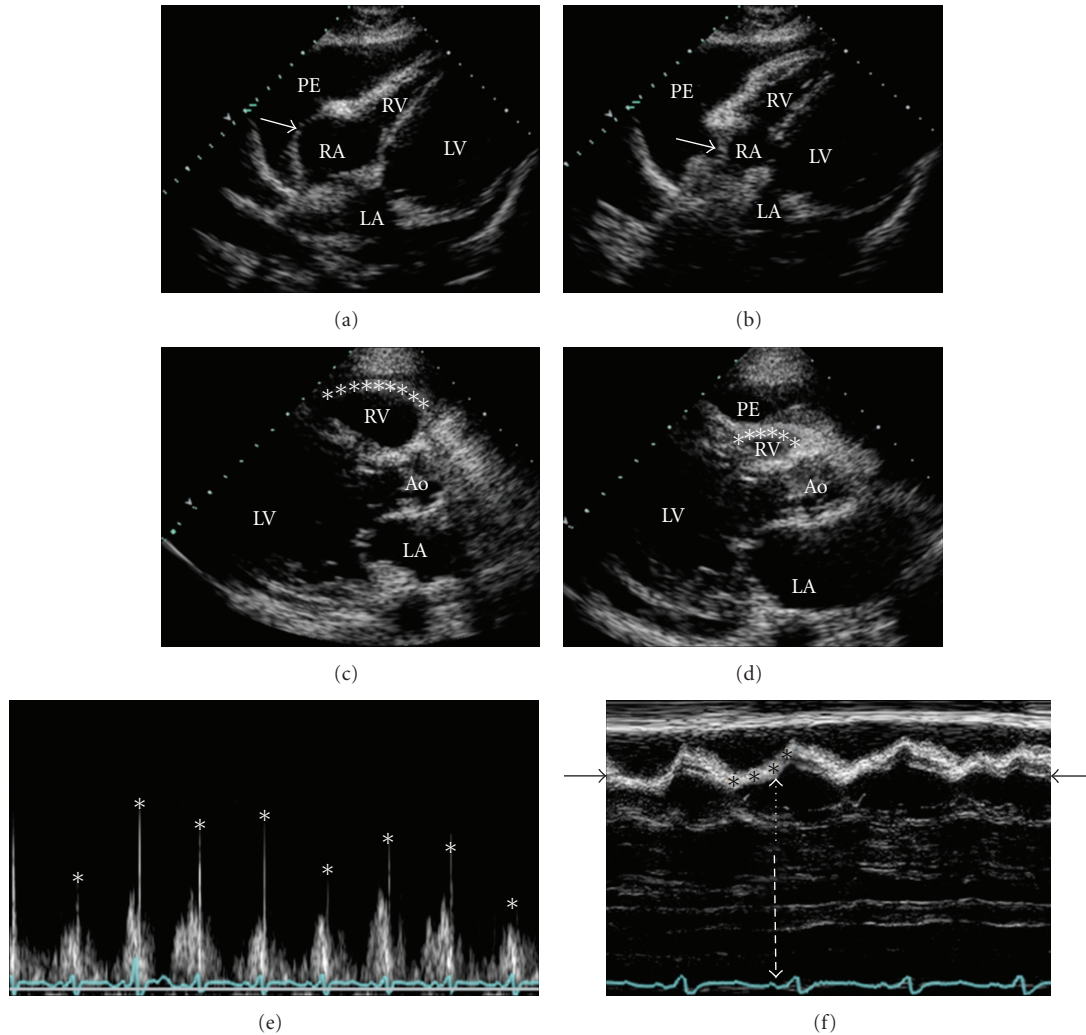 PE
RV
RA
LV
LA
(a)
PE
RV
RA
LV
LA
(b)
********
RV
Ao
LV
LA
(c)
PE
*****
RV
Ao
LV
LA
(d)
* * * * * * * *
(e)
* * * *
(f)